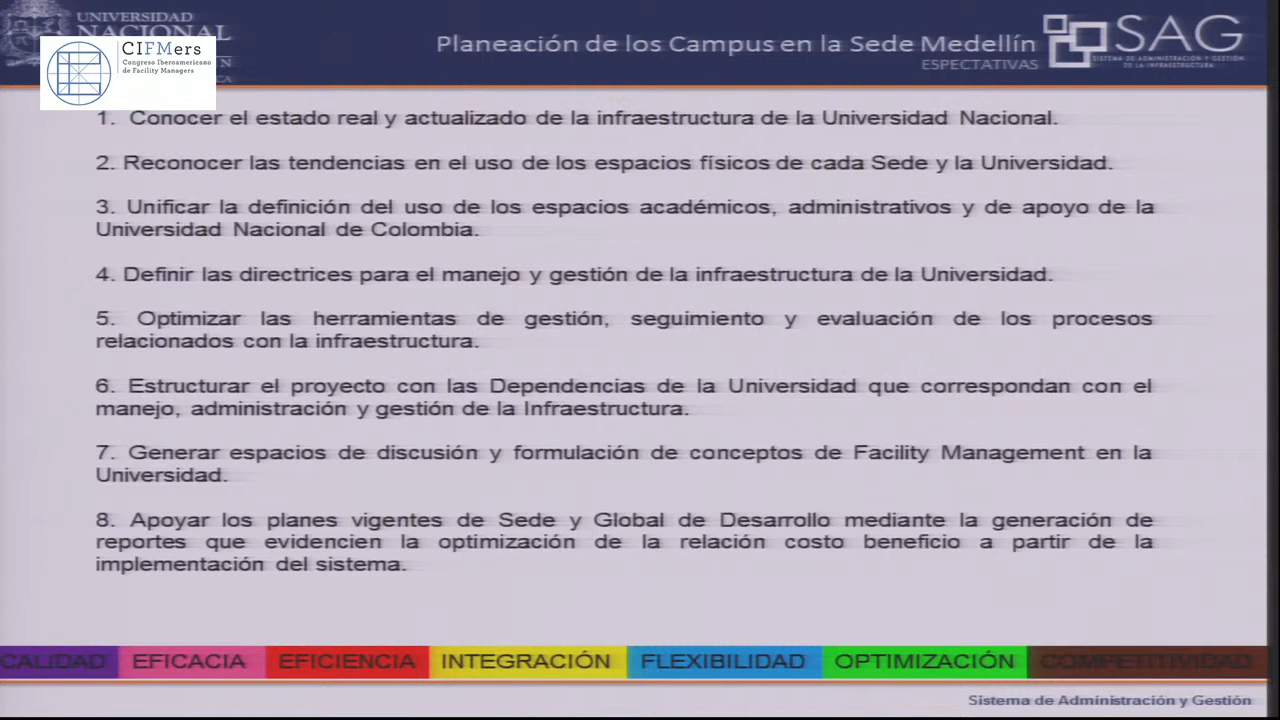 UNIVERSIDAD
NACIONAL
CIFMers
Congreso Iberoamericano
de Facility Managers
Planeación de los Campus en la Sede Medellín
ESPECTATIVAS
SAG
SISTEMA DE ADMINISTRACIÓN Y GESTIÓN
DE LA INFRAESTRUCTURA
1. Conocer el estado real y actualizado de la infraestructura de la Universidad Nacional.
2. Reconocer las tendencias en el uso de los espacios físicos de cada Sede y la Universidad.
3. Unificar la definición del uso de los espacios académicos, administrativos y de apoyo de la
Universidad Nacional de Colombia.
4. Definir las directrices para el manejo y gestión de la infraestructura de la Universidad.
5. Optimizar las herramientas de gestión, seguimiento y evaluación de los procesos
relacionados con la infraestructura.
6. Estructurar el proyecto con las Dependencias de la Universidad que correspondan con el
manejo, administración y gestión de la Infraestructura.
7. Generar espacios de discusión y formulación de conceptos de Facility Management en la
Universidad.
8. Apoyar los planes vigentes de Sede y Global de Desarrollo mediante la generación de
reportes que evidencien la optimización de la relación costo beneficio a partir de la
implementación del sistema.
CALIDAD EFICACIA EFICIENCIA INTEGRACIÓN FLEXIBILIDAD OPTIMIZACIÓN COMPETITIVIDAD
Sistema de Administración y Gestión